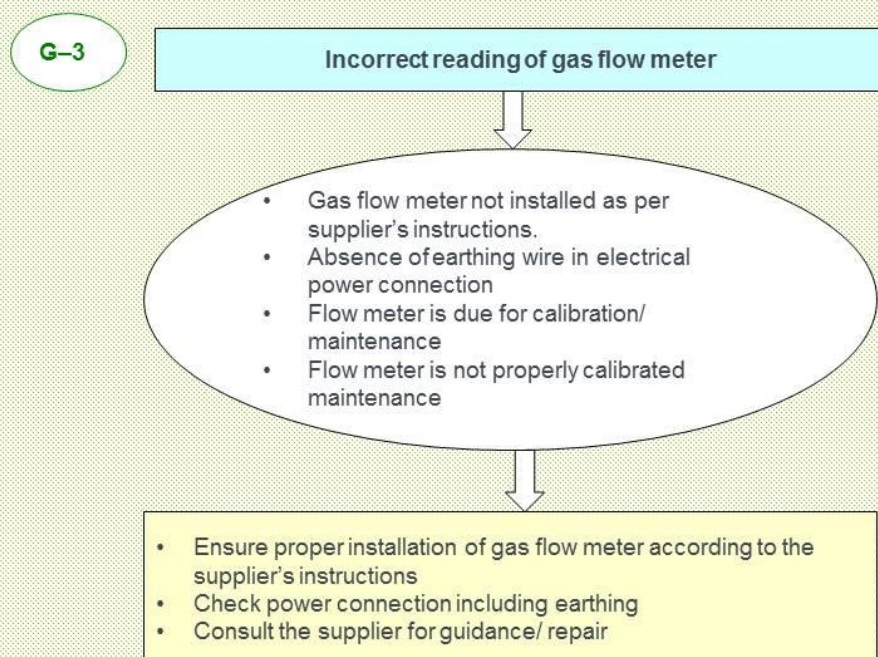 G–3
Incorrect reading of gas flow meter
• Gas flow meter not installed as per
supplier's instructions.
• Absence of earthing wire in electrical
power connection
• Flow meter is due for calibration/
maintenance
• Flow meter is not properly calibrated
maintenance
• Ensure proper installation of gas flow meter according to the
supplier's instructions
• Check power connection including earthing
• Consult the supplier for guidance/ repair